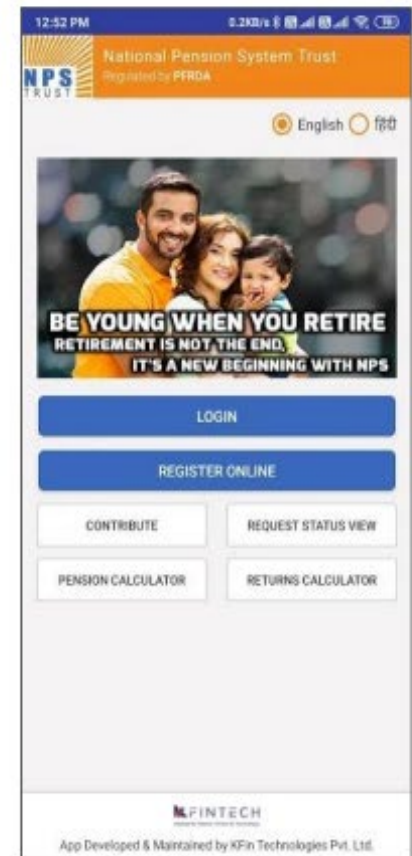 12:52 PM 0.2KB/s
National Pension System Trust
Regulated by PFRDA
NPS
TRUST
English हिंदी
BE YOUNG WHEN YOU RETIRE
RETIREMENT IS NOT THE END,
IT'S A NEW BEGINNING WITH NPS
LOGIN
REGISTER ONLINE
CONTRIBUTE REQUEST STATUS VIEW
PENSION CALCULATOR RETURNS CALCULATOR
KFINTECH
App Developed & Maintained by KFin Technologies Pvt. Ltd.